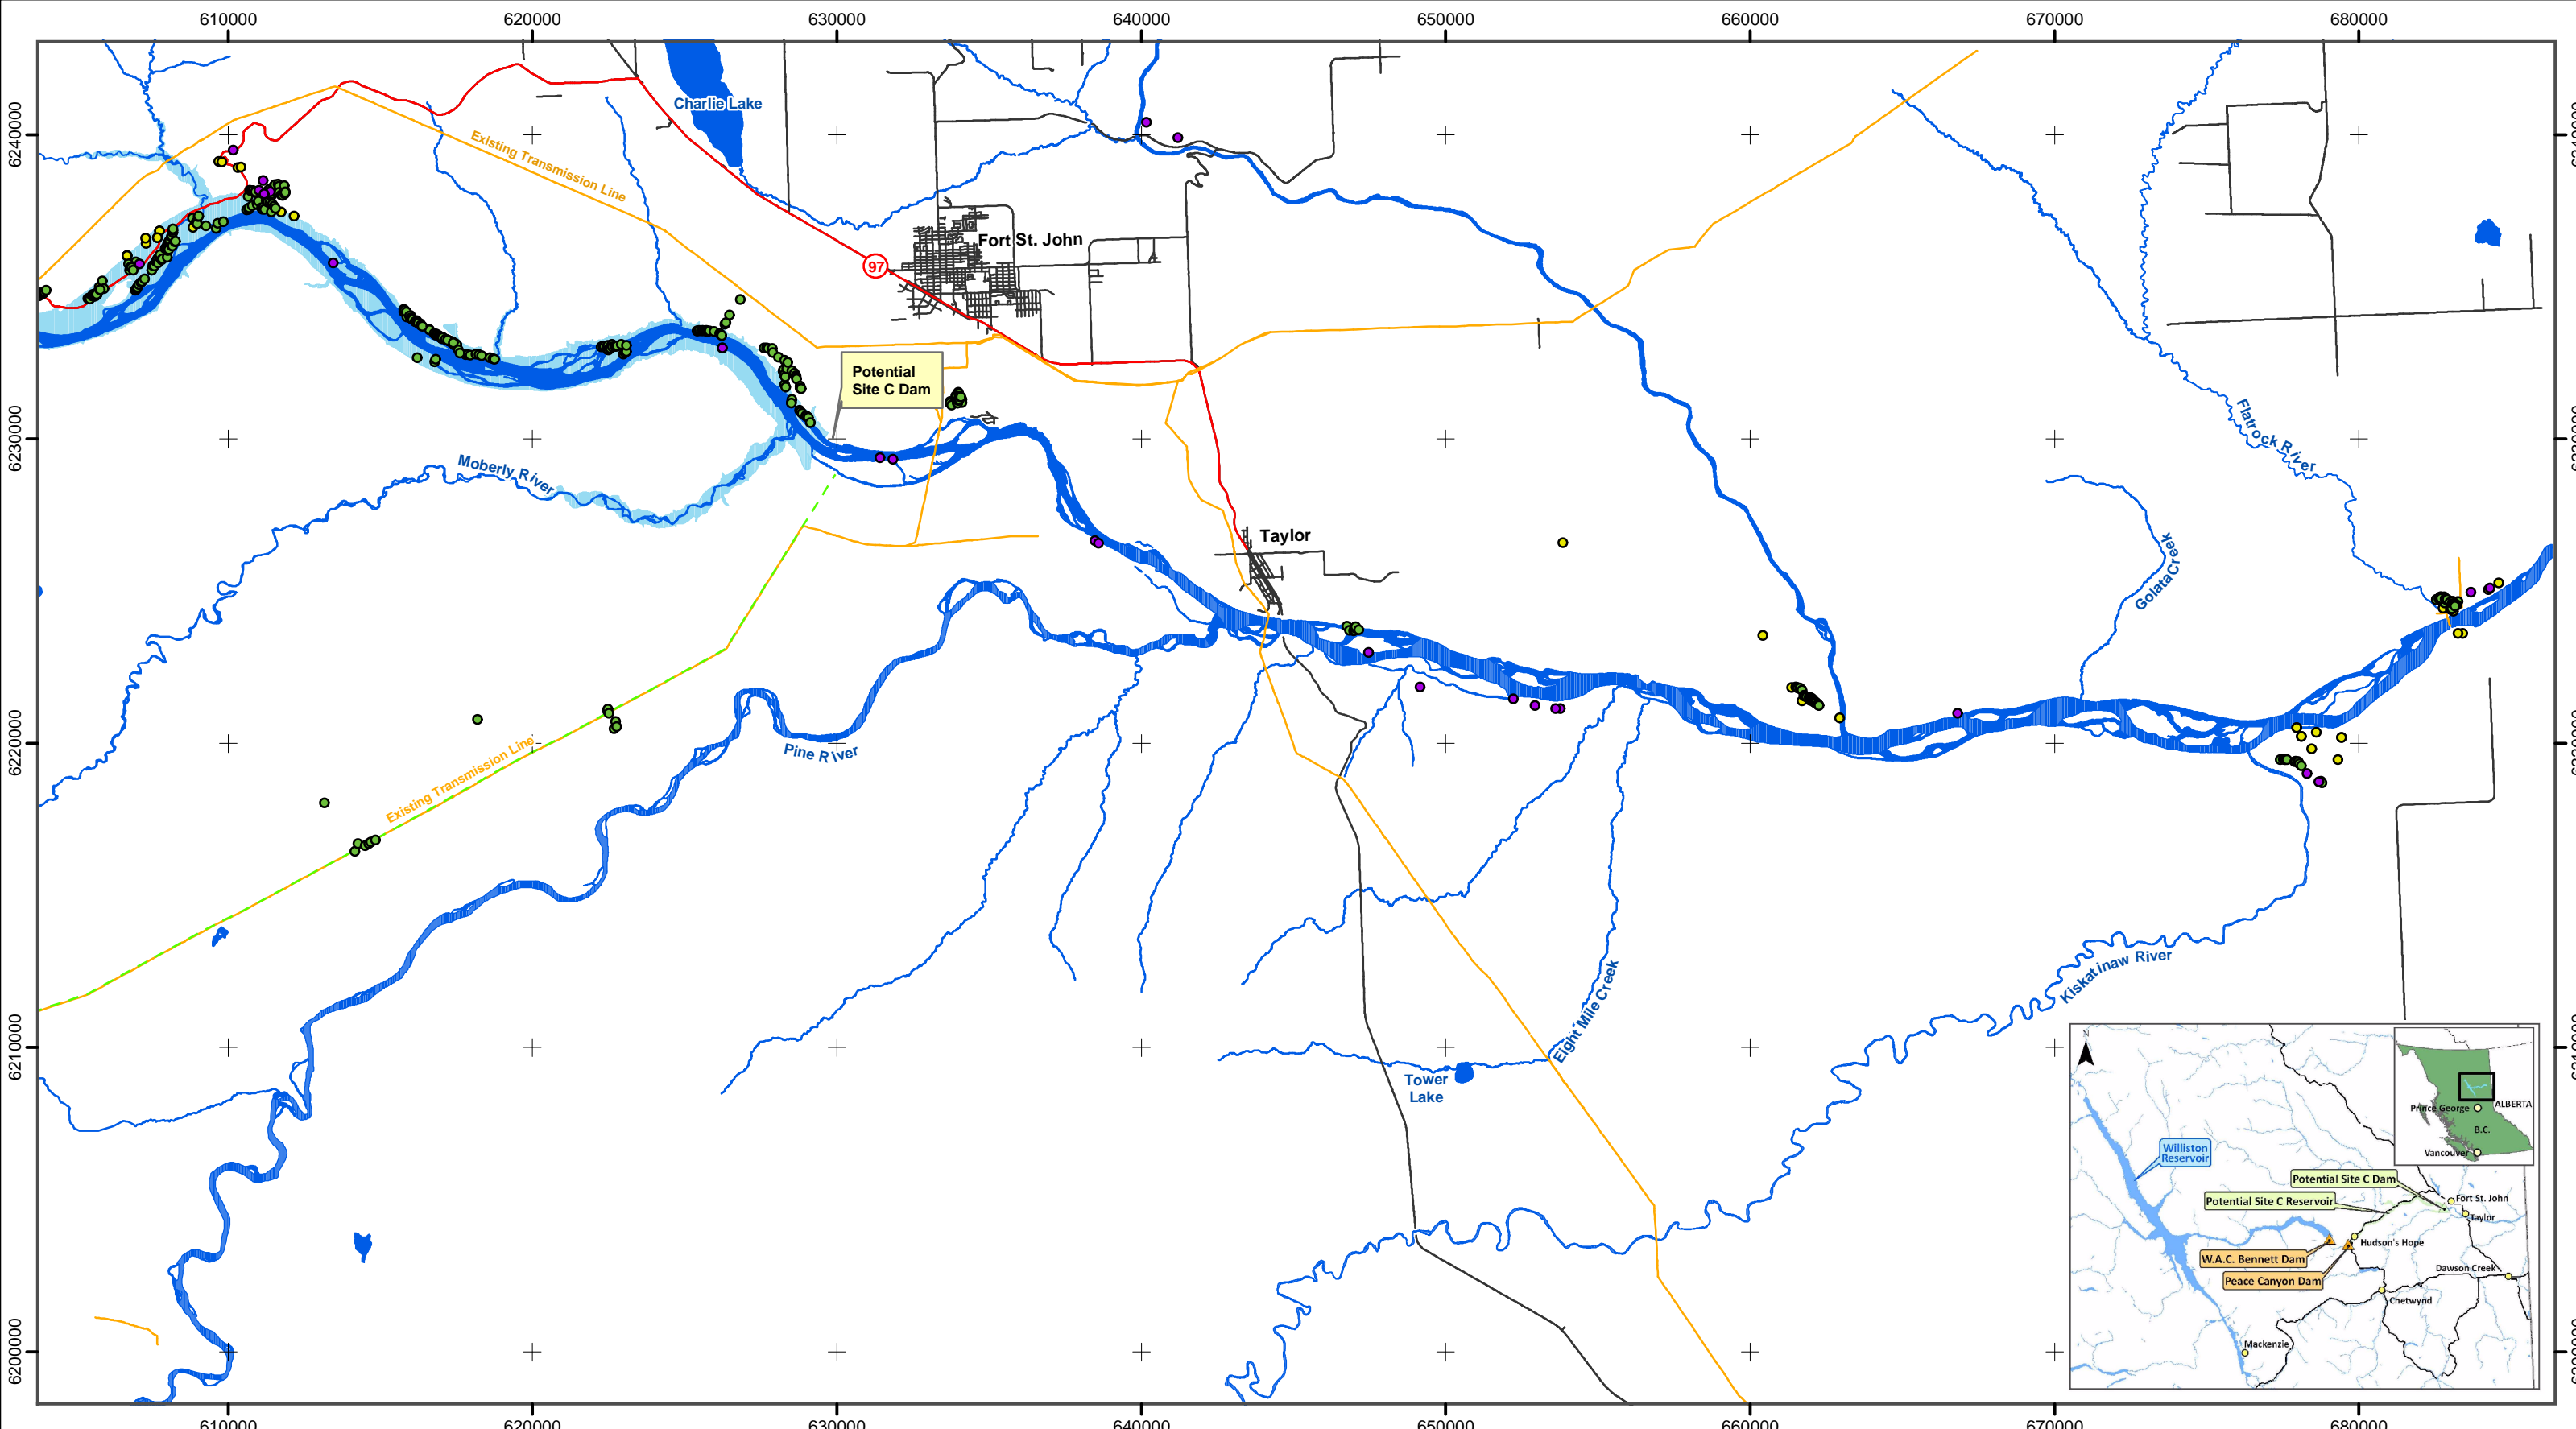 610000 620000 630000 640000 650000 660000 670000 680000
6240000
6230000
6220000
6210000
6200000
Charlie Lake
Existing Transmission Line
Fort St. John
97
Potential
Site C Dam
Moberly River
Flatrock River
Taylor
Golata Creek
Pine River
Existing Transmission Line
Kiskatinaw River
Eight Mile Creek
Tower
Lake
N
Prince George
ALBERTA
B.C.
Vancouver
Williston
Reservoir
Potential Site C Dam
Potential Site C Reservoir
Fort St. John
Taylor
Hudson's Hope
W.A.C. Bennett Dam
Peace Canyon Dam
Dawson Creek
Chetwynd
Mackenzie
610000 620000 630000 640000 650000 660000 670000 680000